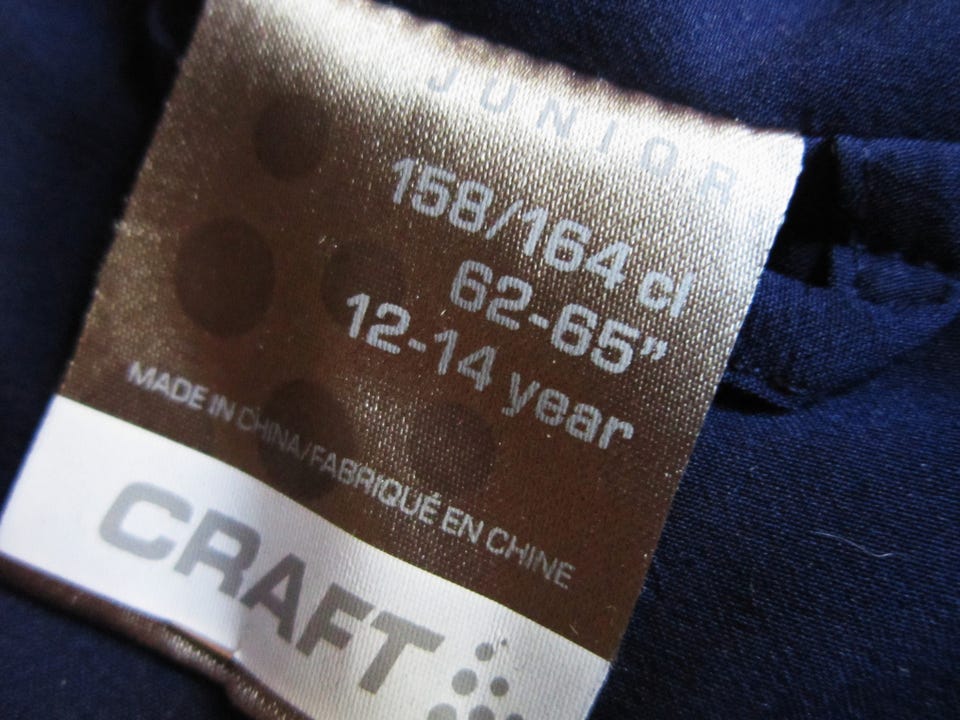 JUNIOR
158/164 cl
62-65”
12-14 year
MADE IN CHINA/FABRIQUÉ EN CHINE
CRAFT